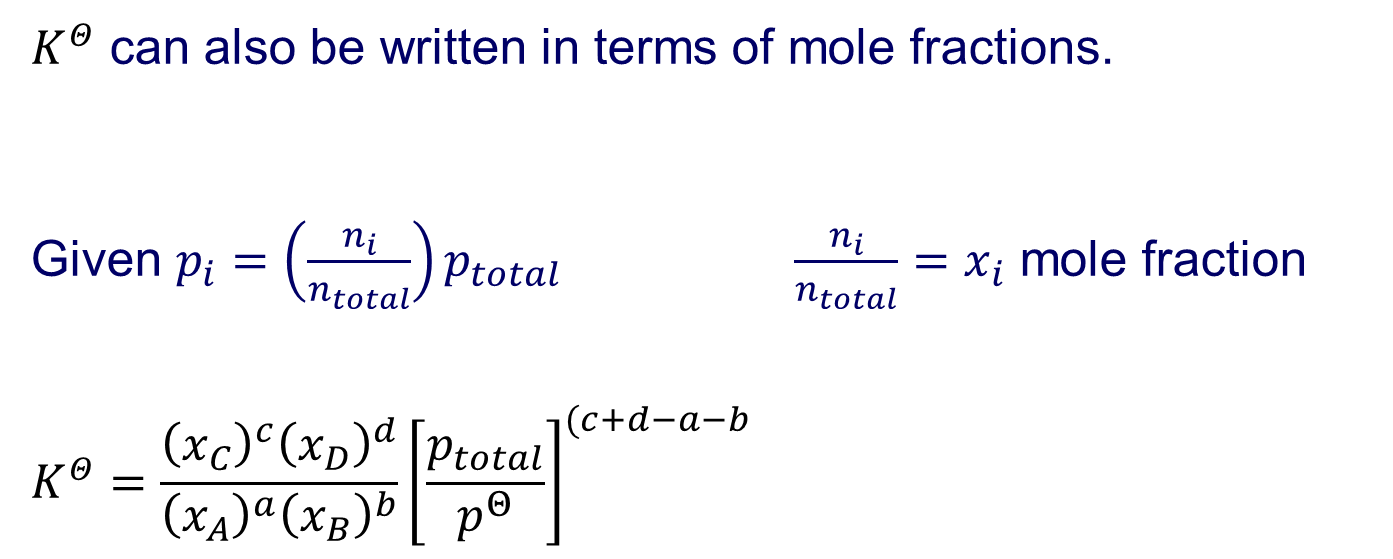 K^Θ can also be written in terms of mole fractions.
Given p_i = (n_i / n_total) p_total    n_i / n_total = x_i mole fraction
K^Θ = (x_C)^c (x_D)^d / (x_A)^a (x_B)^b [p_total / p^Θ]^(c+d−a−b